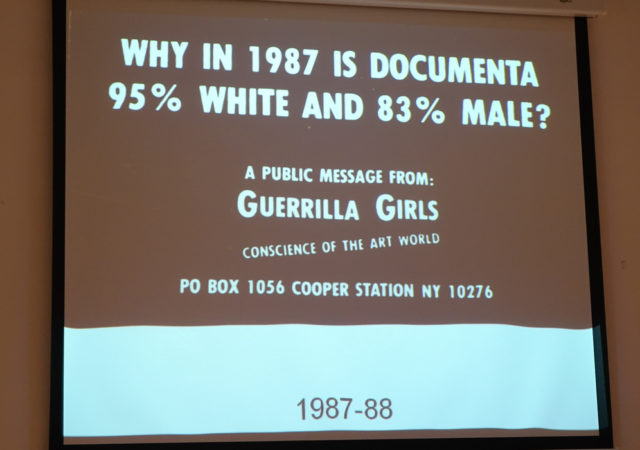 WHY IN 1987 IS DOCUMENTA
95% WHITE AND 83% MALE?
A PUBLIC MESSAGE FROM:
GUERRILLA GIRLS
CONSCIENCE OF THE ART WORLD
PO BOX 1056 COOPER STATION NY 10276
1987-88